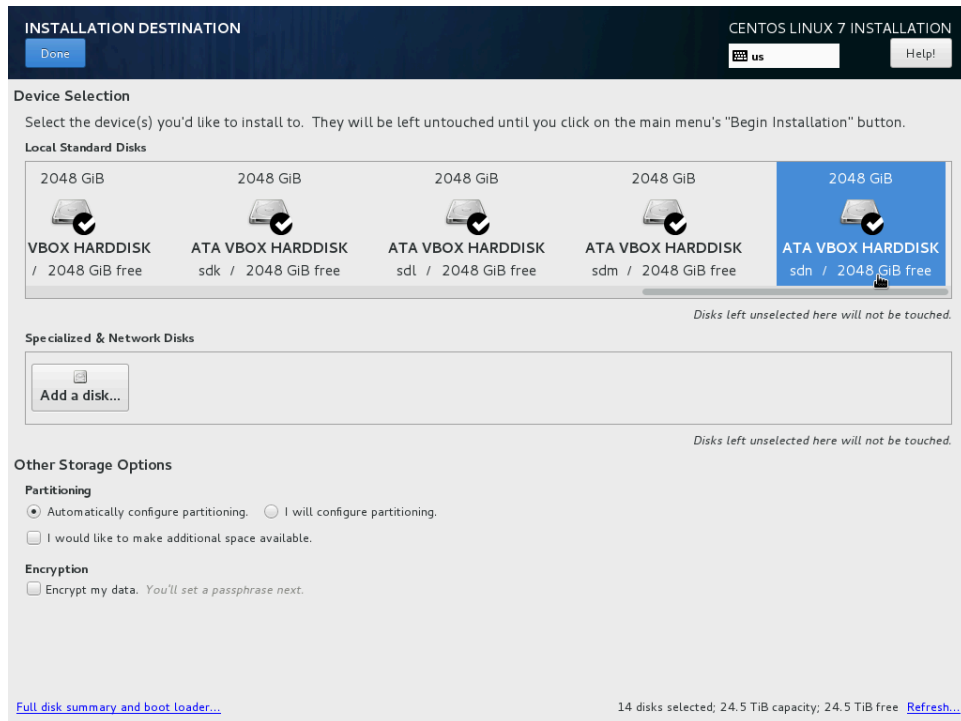 INSTALLATION DESTINATION
CENTOS LINUX 7 INSTALLATION
Done
us
Help!
Device Selection
Select the device(s) you'd like to install to. They will be left untouched until you click on the main menu's "Begin Installation" button.
Local Standard Disks
2048 GiB 2048 GiB 2048 GiB 2048 GiB 2048 GiB
VBOX HARDDISK ATA VBOX HARDDISK ATA VBOX HARDDISK ATA VBOX HARDDISK ATA VBOX HARDDISK
/ 2048 GiB free sdk / 2048 GiB free sdl / 2048 GiB free sdm / 2048 GiB free sdn / 2048 GiB free
Disks left unselected here will not be touched.
Specialized & Network Disks
Add a disk...
Disks left unselected here will not be touched.
Other Storage Options
Partitioning
Automatically configure partitioning. I will configure partitioning.
I would like to make additional space available.
Encryption
Encrypt my data. You'll set a passphrase next.
Full disk summary and boot loader... 14 disks selected; 24.5 TiB capacity; 24.5 TiB free Refresh...